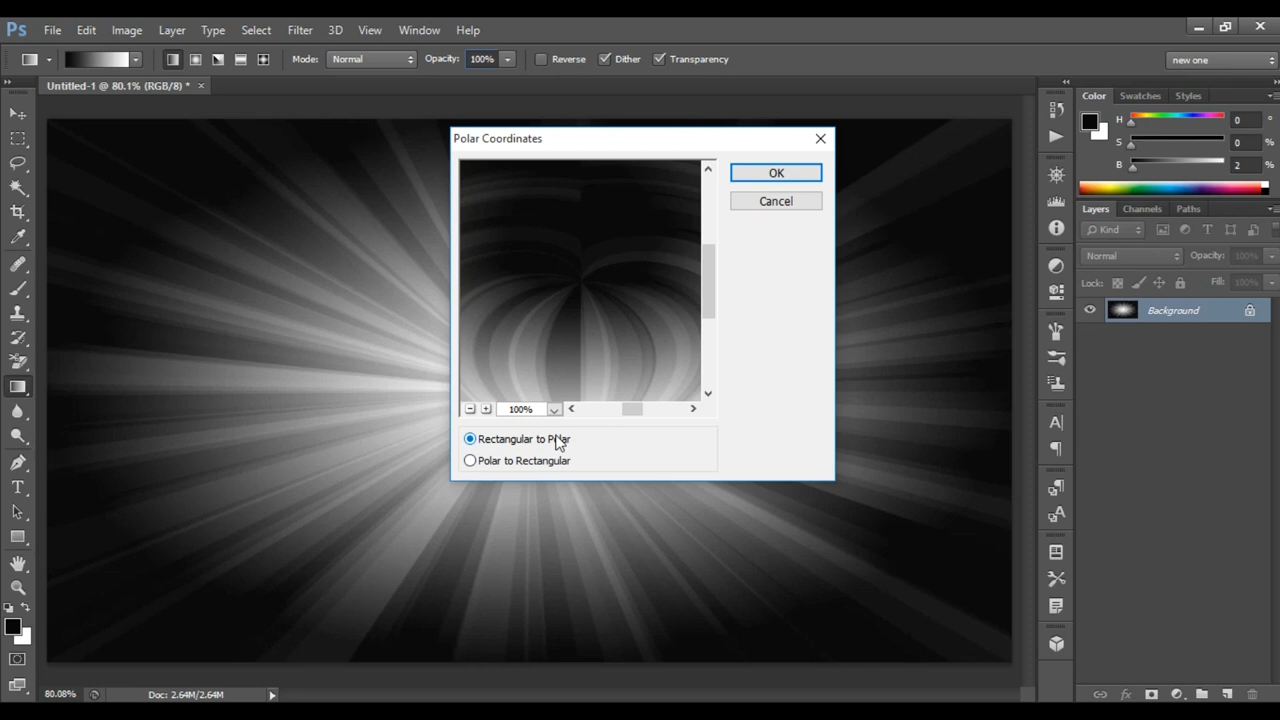 Ps File Edit Image Layer Type Select Filter 3D View Window Help
Mode: Normal Opacity: 100% Reverse Dither Transparency new one
Untitled-1 @ 80.1% (RGB/8) * ×
Color Swatches Styles
H 0 °
S 0 %
B 2 %
Layers Channels Paths
Kind T
Normal Opacity: 100%
Lock: Fill: 100%
Background
Polar Coordinates
OK
Cancel
100%
Rectangular to Polar
Polar to Rectangular
T
A
A
80.08% Doc: 2.64M/2.64M
fx